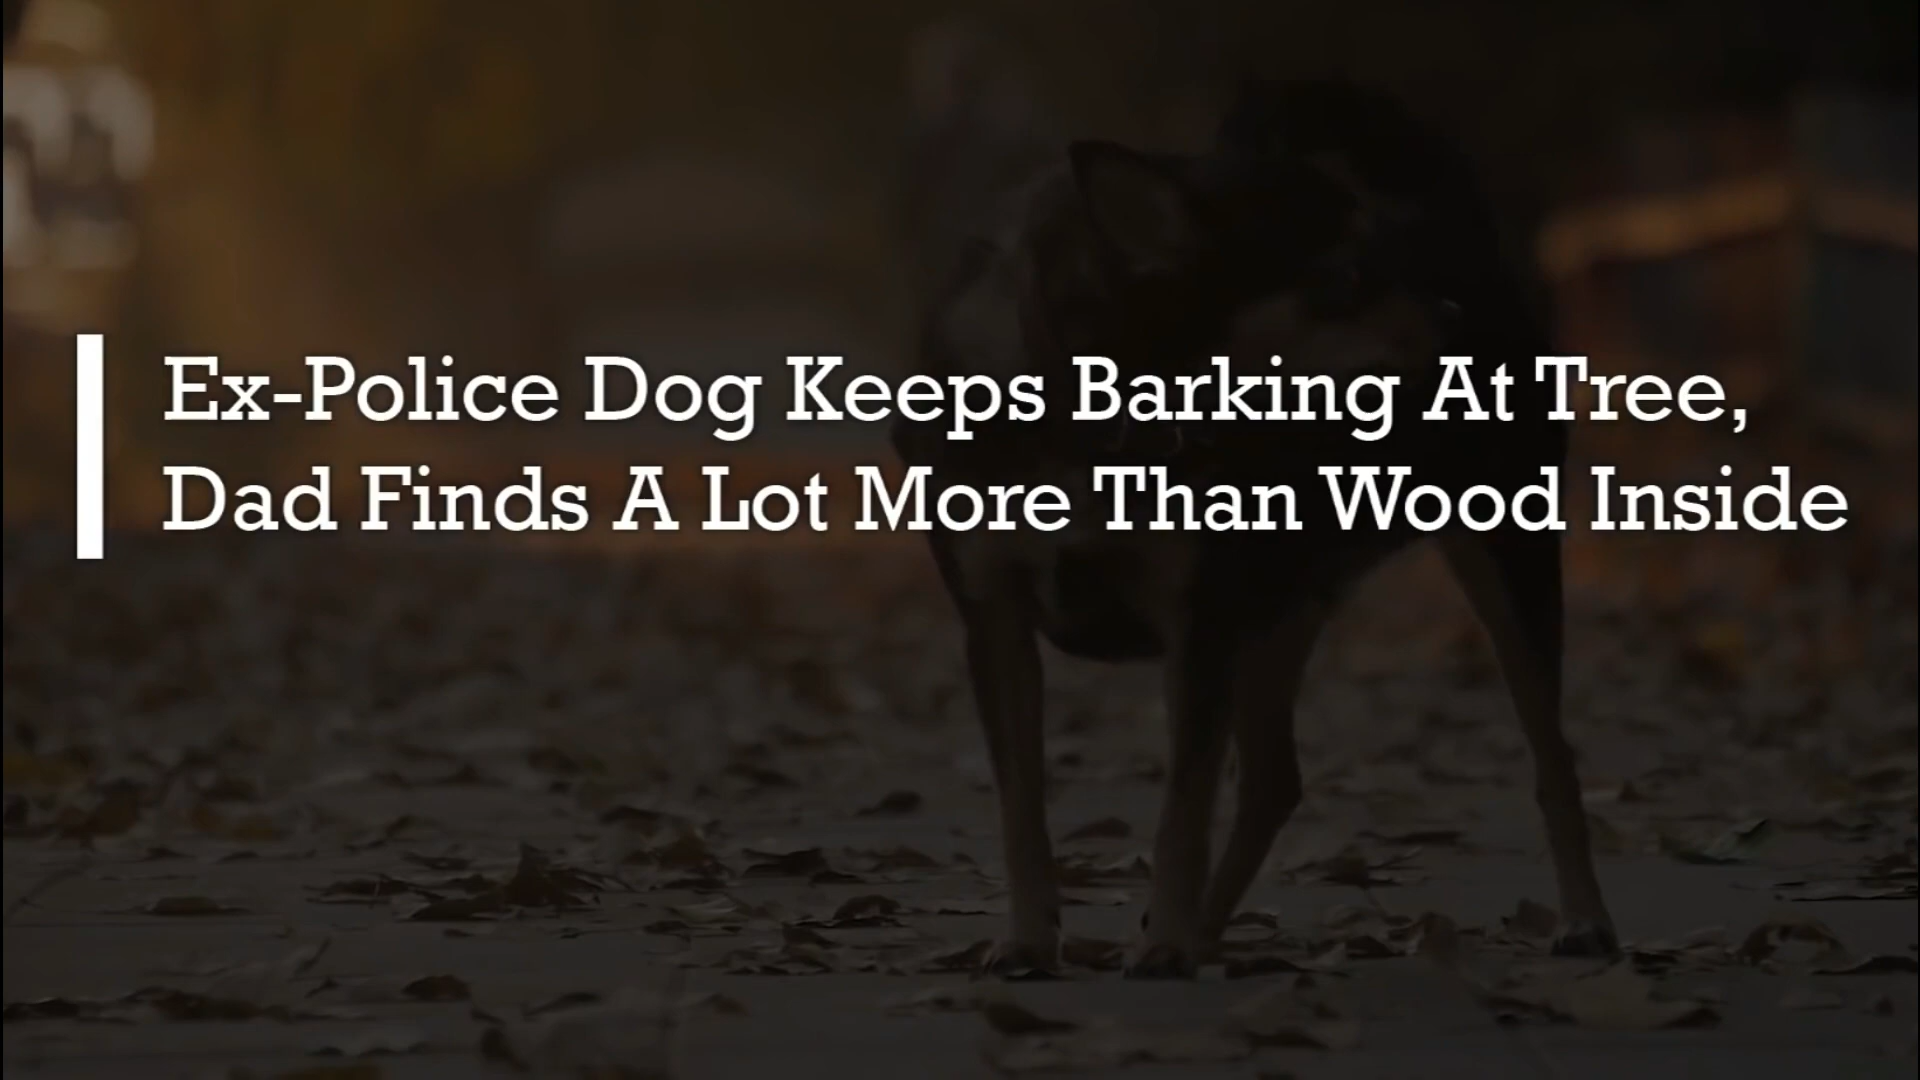 Ex-Police Dog Keeps Barking At Tree,
Dad Finds A Lot More Than Wood Inside